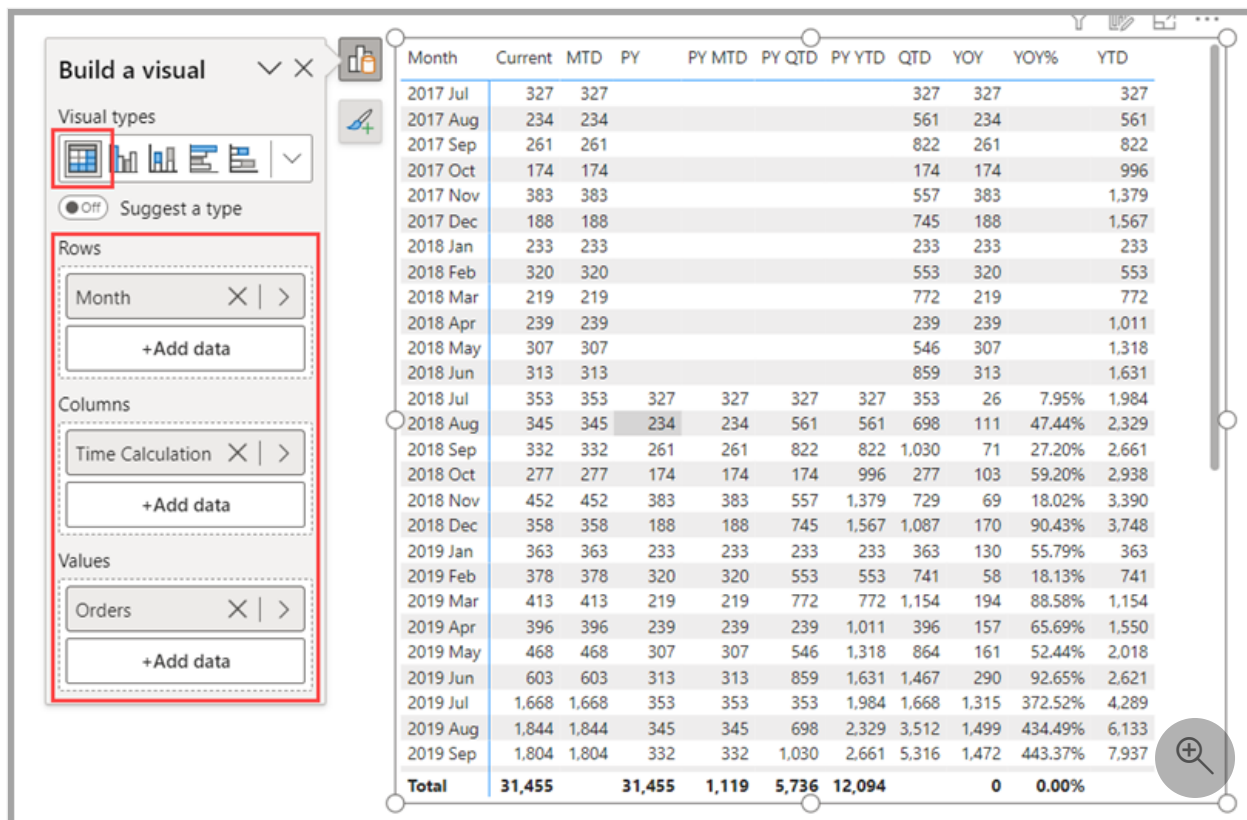 Build a visual
Visual types
Off Suggest a type
Rows
Month
+Add data
Columns
Time Calculation
+Add data
Values
Orders
+Add data
Month Current MTD PY PY MTD PY QTD PY YTD QTD YOY YOY% YTD
2017 Jul 327 327 327 327 327
2017 Aug 234 234 561 234 561
2017 Sep 261 261 822 261 822
2017 Oct 174 174 174 174 996
2017 Nov 383 383 557 383 1,379
2017 Dec 188 188 745 188 1,567
2018 Jan 233 233 233 233 233
2018 Feb 320 320 553 320 553
2018 Mar 219 219 772 219 772
2018 Apr 239 239 239 239 1,011
2018 May 307 307 546 307 1,318
2018 Jun 313 313 859 313 1,631
2018 Jul 353 353 327 327 327 327 353 26 7.95% 1,984
2018 Aug 345 345 234 234 561 561 698 111 47.44% 2,329
2018 Sep 332 332 261 261 822 822 1,030 71 27.20% 2,661
2018 Oct 277 277 174 174 174 996 277 103 59.20% 2,938
2018 Nov 452 452 383 383 557 1,379 729 69 18.02% 3,390
2018 Dec 358 358 188 188 745 1,567 1,087 170 90.43% 3,748
2019 Jan 363 363 233 233 233 233 363 130 55.79% 363
2019 Feb 378 378 320 320 553 553 741 58 18.13% 741
2019 Mar 413 413 219 219 772 772 1,154 194 88.58% 1,154
2019 Apr 396 396 239 239 239 1,011 396 157 65.69% 1,550
2019 May 468 468 307 307 546 1,318 864 161 52.44% 2,018
2019 Jun 603 603 313 313 859 1,631 1,467 290 92.65% 2,621
2019 Jul 1,668 1,668 353 353 353 1,984 1,668 1,315 372.52% 4,289
2019 Aug 1,844 1,844 345 345 698 2,329 3,512 1,499 434.49% 6,133
2019 Sep 1,804 1,804 332 332 1,030 2,661 5,316 1,472 443.37% 7,937
Total 31,455 31,455 1,119 5,736 12,094 0 0.00%